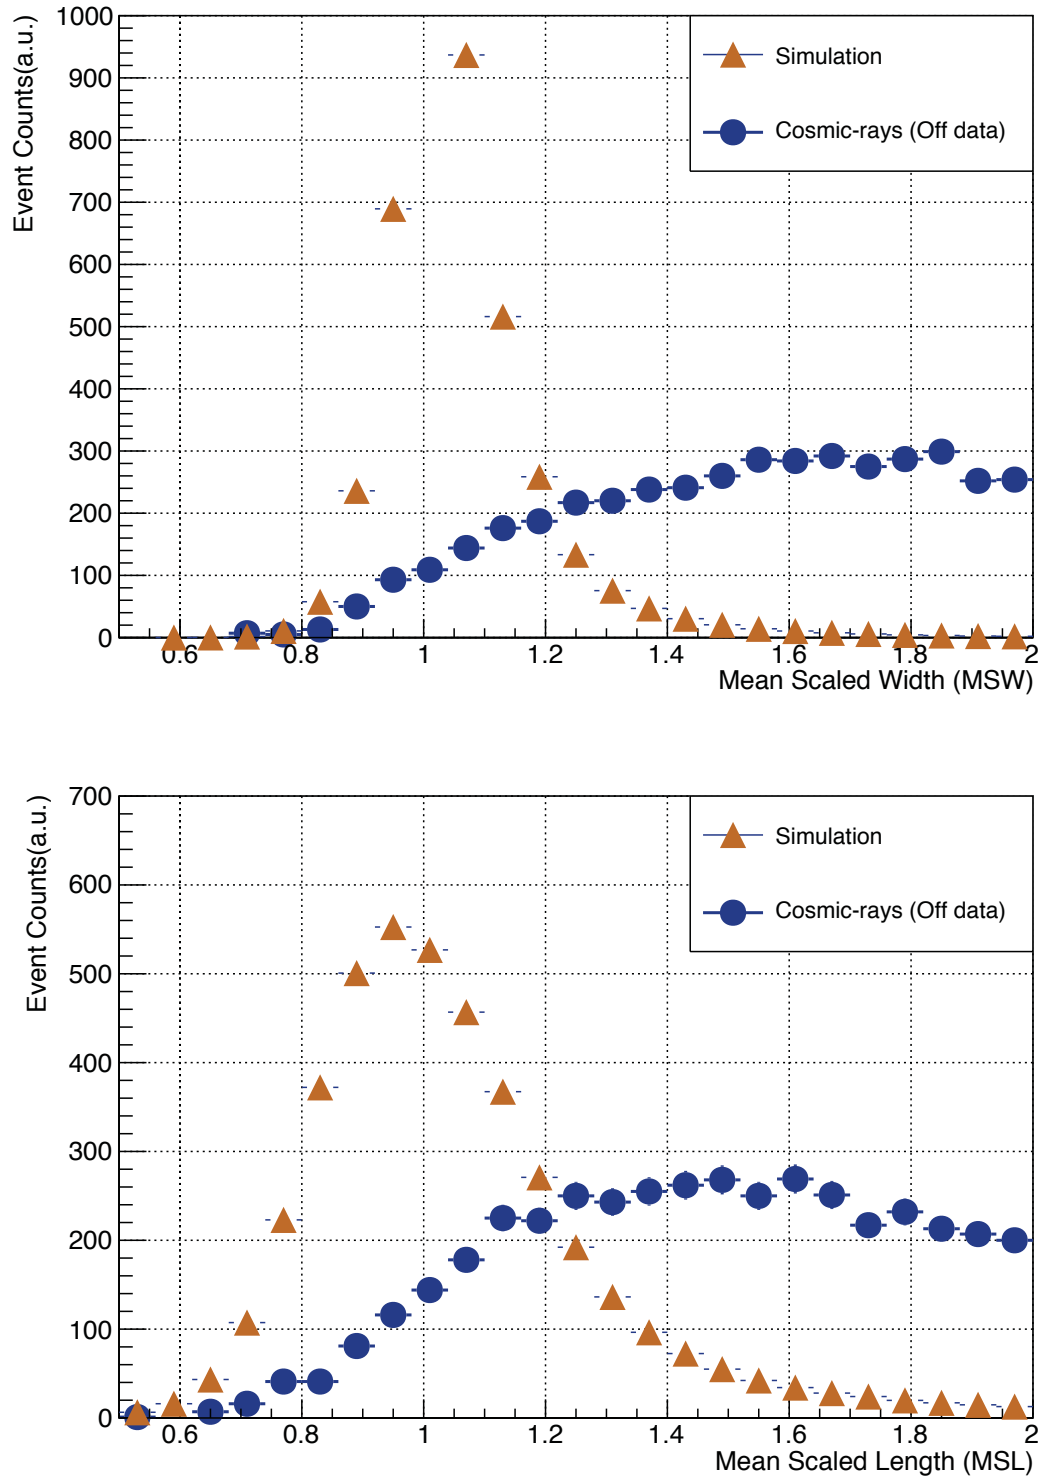 Event Counts(a.u.)
1000
900
800
700
600
500
400
300
200
100
0
Simulation
Cosmic-rays (Off data)
0.6 0.8 1 1.2 1.4 1.6 1.8 2
Mean Scaled Width (MSW)
Event Counts(a.u.)
700
600
500
400
300
200
100
0
Simulation
Cosmic-rays (Off data)
0.6 0.8 1 1.2 1.4 1.6 1.8 2
Mean Scaled Length (MSL)